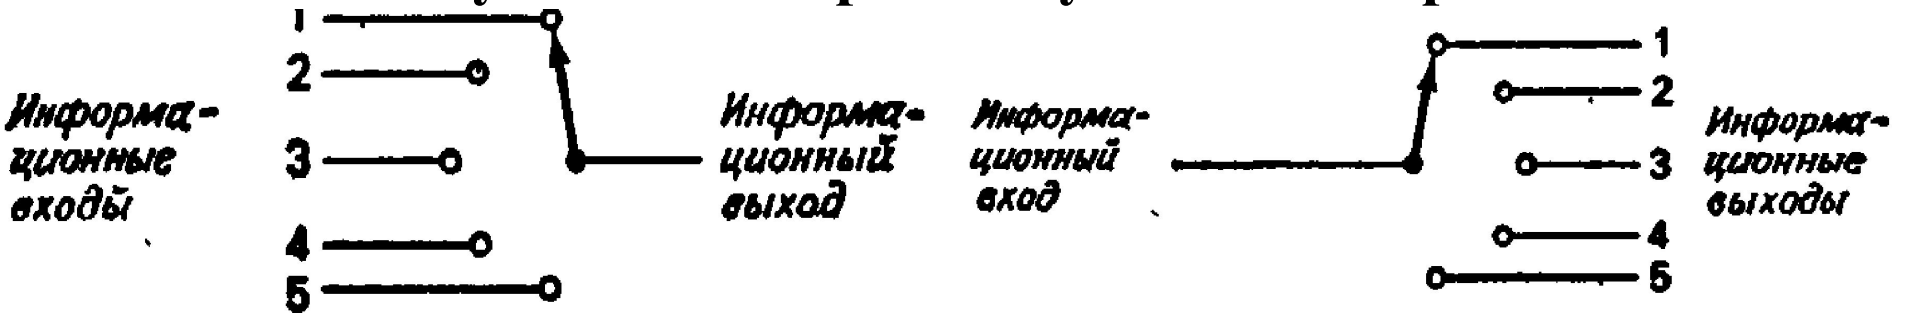 1
2
3
4
5
Информа-
ционные
входы
Информа-
ционный
выход
Информа-
ционный
вход
1
2
3
4
5
Информа-
ционные
выходы